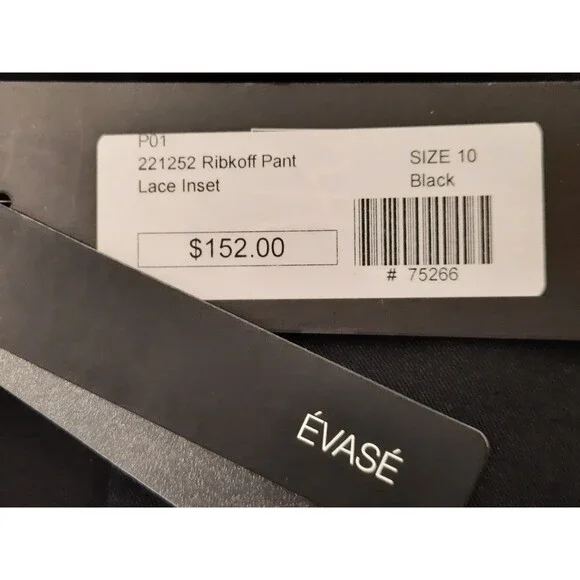 P01
221252 Ribkoff Pant
Lace Inset
SIZE 10
Black
$152.00
# 75266
ÉVASÉ